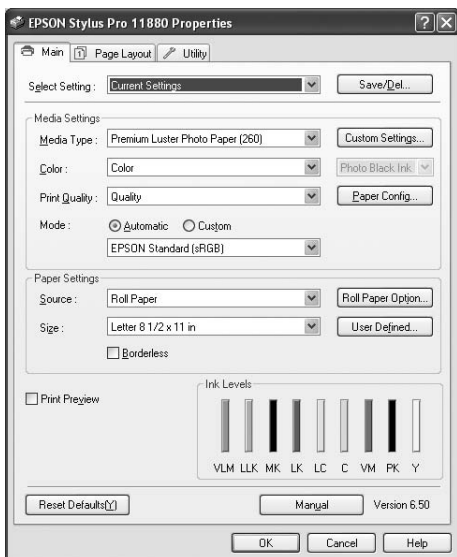 EPSON Stylus Pro 11880 Properties
Main Page Layout Utility
Select Setting : Current Settings Save/Del...
Media Settings
Media Type : Premium Luster Photo Paper (260) Custom Settings...
Color : Color Photo Black Ink
Print Quality : Quality Paper Config...
Mode : Automatic Custom
EPSON Standard (sRGB)
Paper Settings
Source : Roll Paper Roll Paper Option...
Size : Letter 8 1/2 x 11 in User Defined...
Borderless
Print Preview
Ink Levels
VLM LLK MK LK LC C VM PK Y
Reset Defaults(Y) Manual Version 6.50
OK Cancel Help